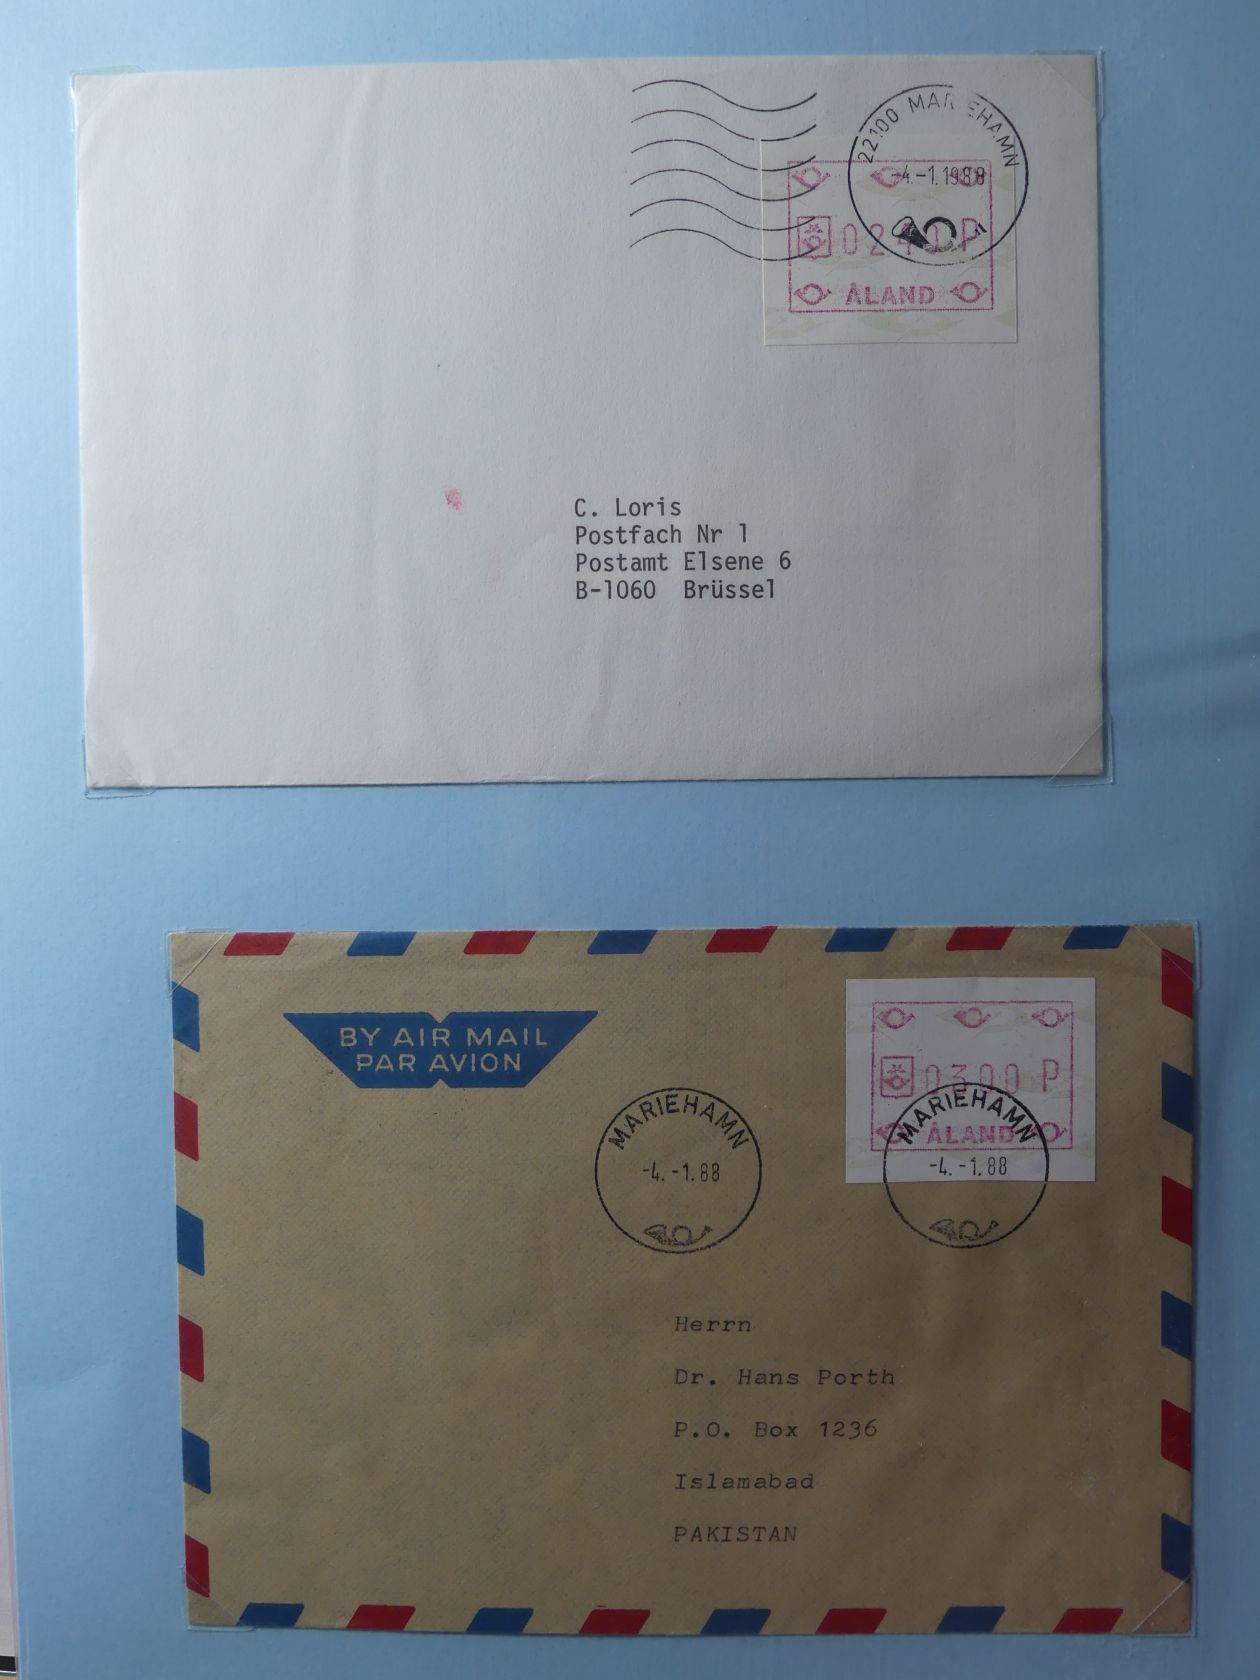 22100 MARIEHAMN
-4.-1.1988
P
ÅLAND
C. Loris
Postfach Nr 1
Postamt Elsene 6
B-1060 Brüssel
BY AIR MAIL
PAR AVION
0300 P
ÅLAND
MARIEHAMN
-4.-1.88
MARIEHAMN
-4.-1.88
Herrn
Dr. Hans Porth
P.O. Box 1236
Islamabad
PAKISTAN